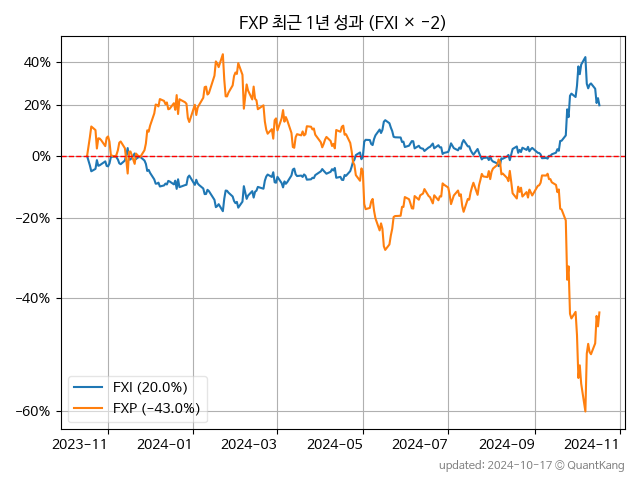 FXP 최근 1년 성과 (FXI × −2)
40%
20%
0%
−20%
−40%
−60%
FXI (20.0%)
FXP (−43.0%)
2023−11 2024−01 2024−03 2024−05 2024−07 2024−09 2024−11
updated: 2024-10-17 © QuantKang